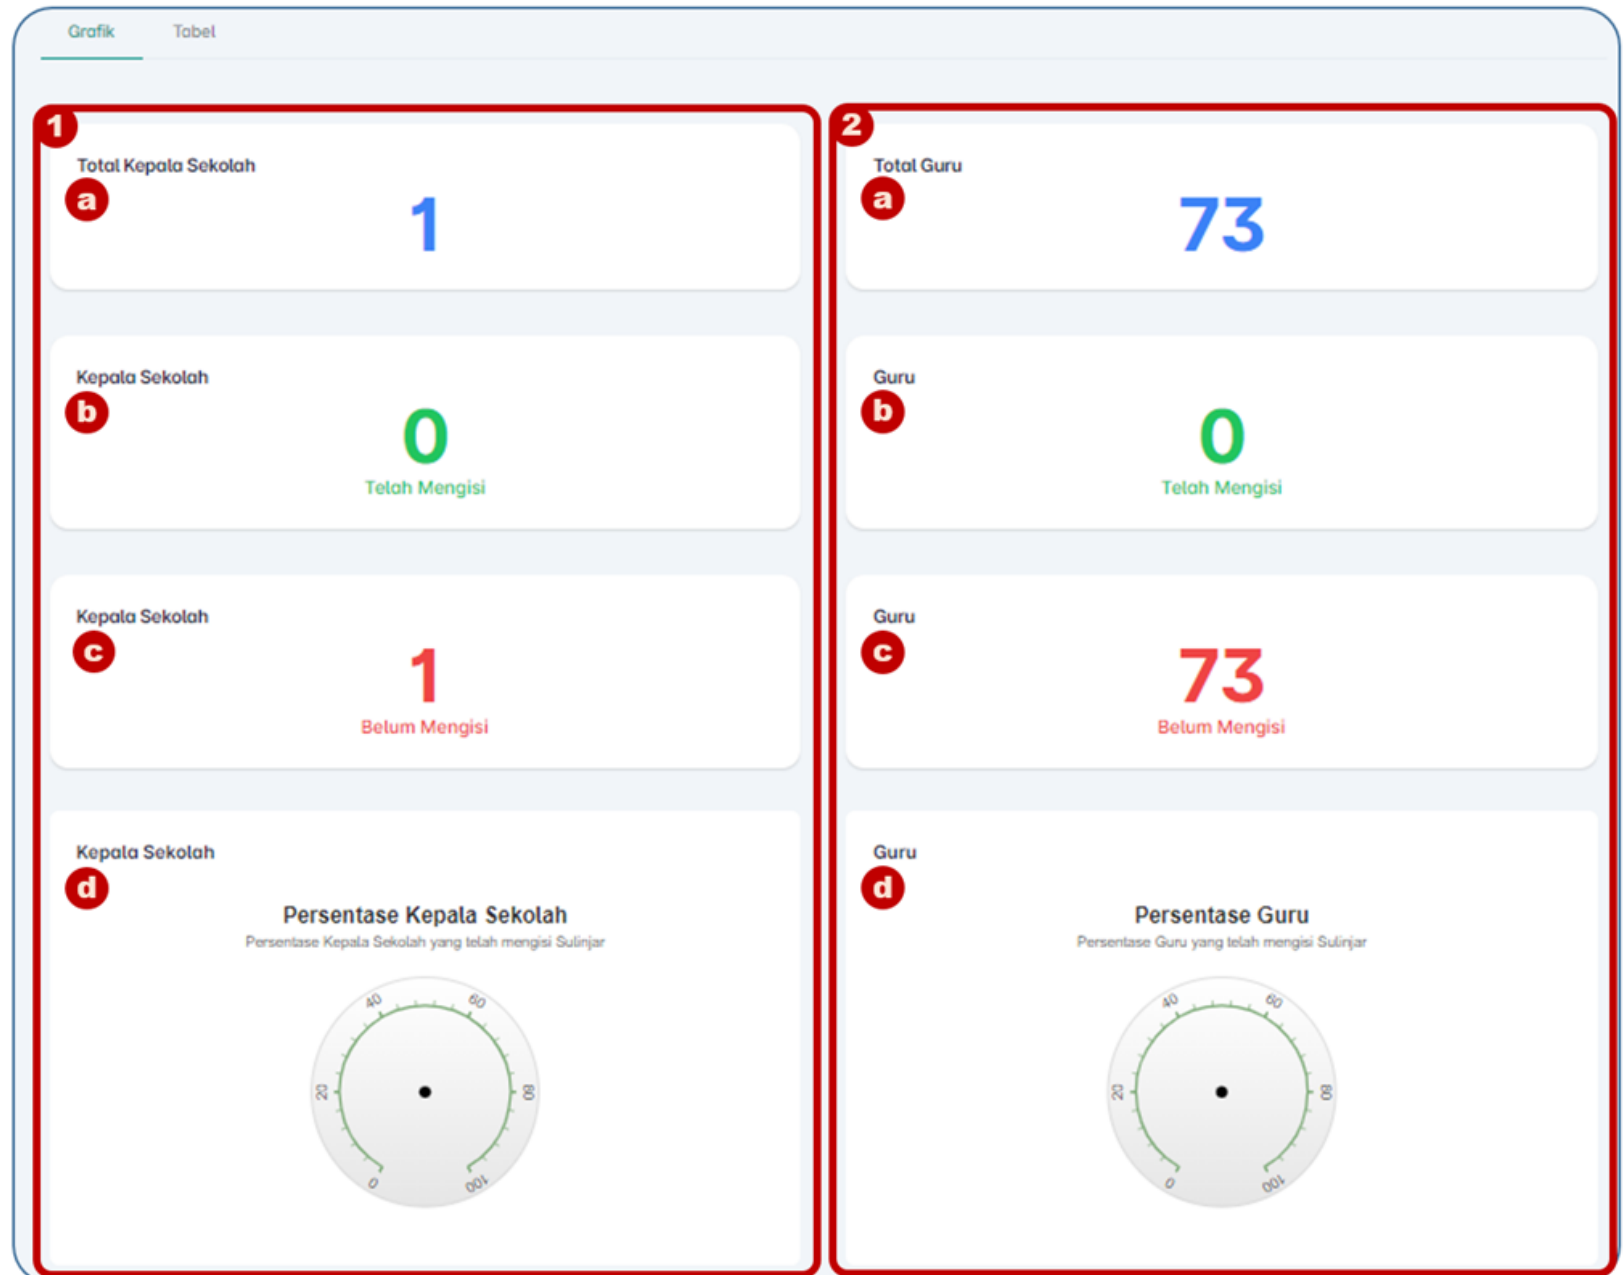 Grafik Tabel
1
Total Kepala Sekolah
a
1
Kepala Sekolah
b
0
Telah Mengisi
Kepala Sekolah
c
1
Belum Mengisi
Kepala Sekolah
d
Persentase Kepala Sekolah
Persentase Kepala Sekolah yang telah mengisi Sulinjar
0 20 40 60 80 100
2
Total Guru
a
73
Guru
b
0
Telah Mengisi
Guru
c
73
Belum Mengisi
Guru
d
Persentase Guru
Persentase Guru yang telah mengisi Sulinjar
0 20 40 60 80 100